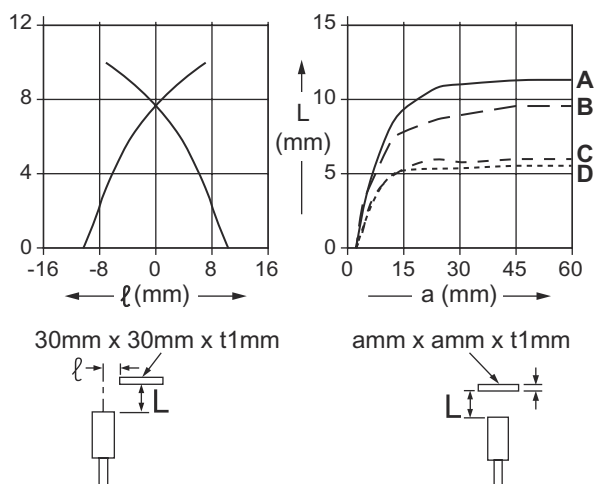 12
8
4
0
-16 -8 0 8 16
ℓ (mm)
L
(mm)
15
10
5
0
0 15 30 45 60
a (mm)
A
B
C
D
30mm x 30mm x t1mm
ℓ
L
amm x amm x t1mm
L